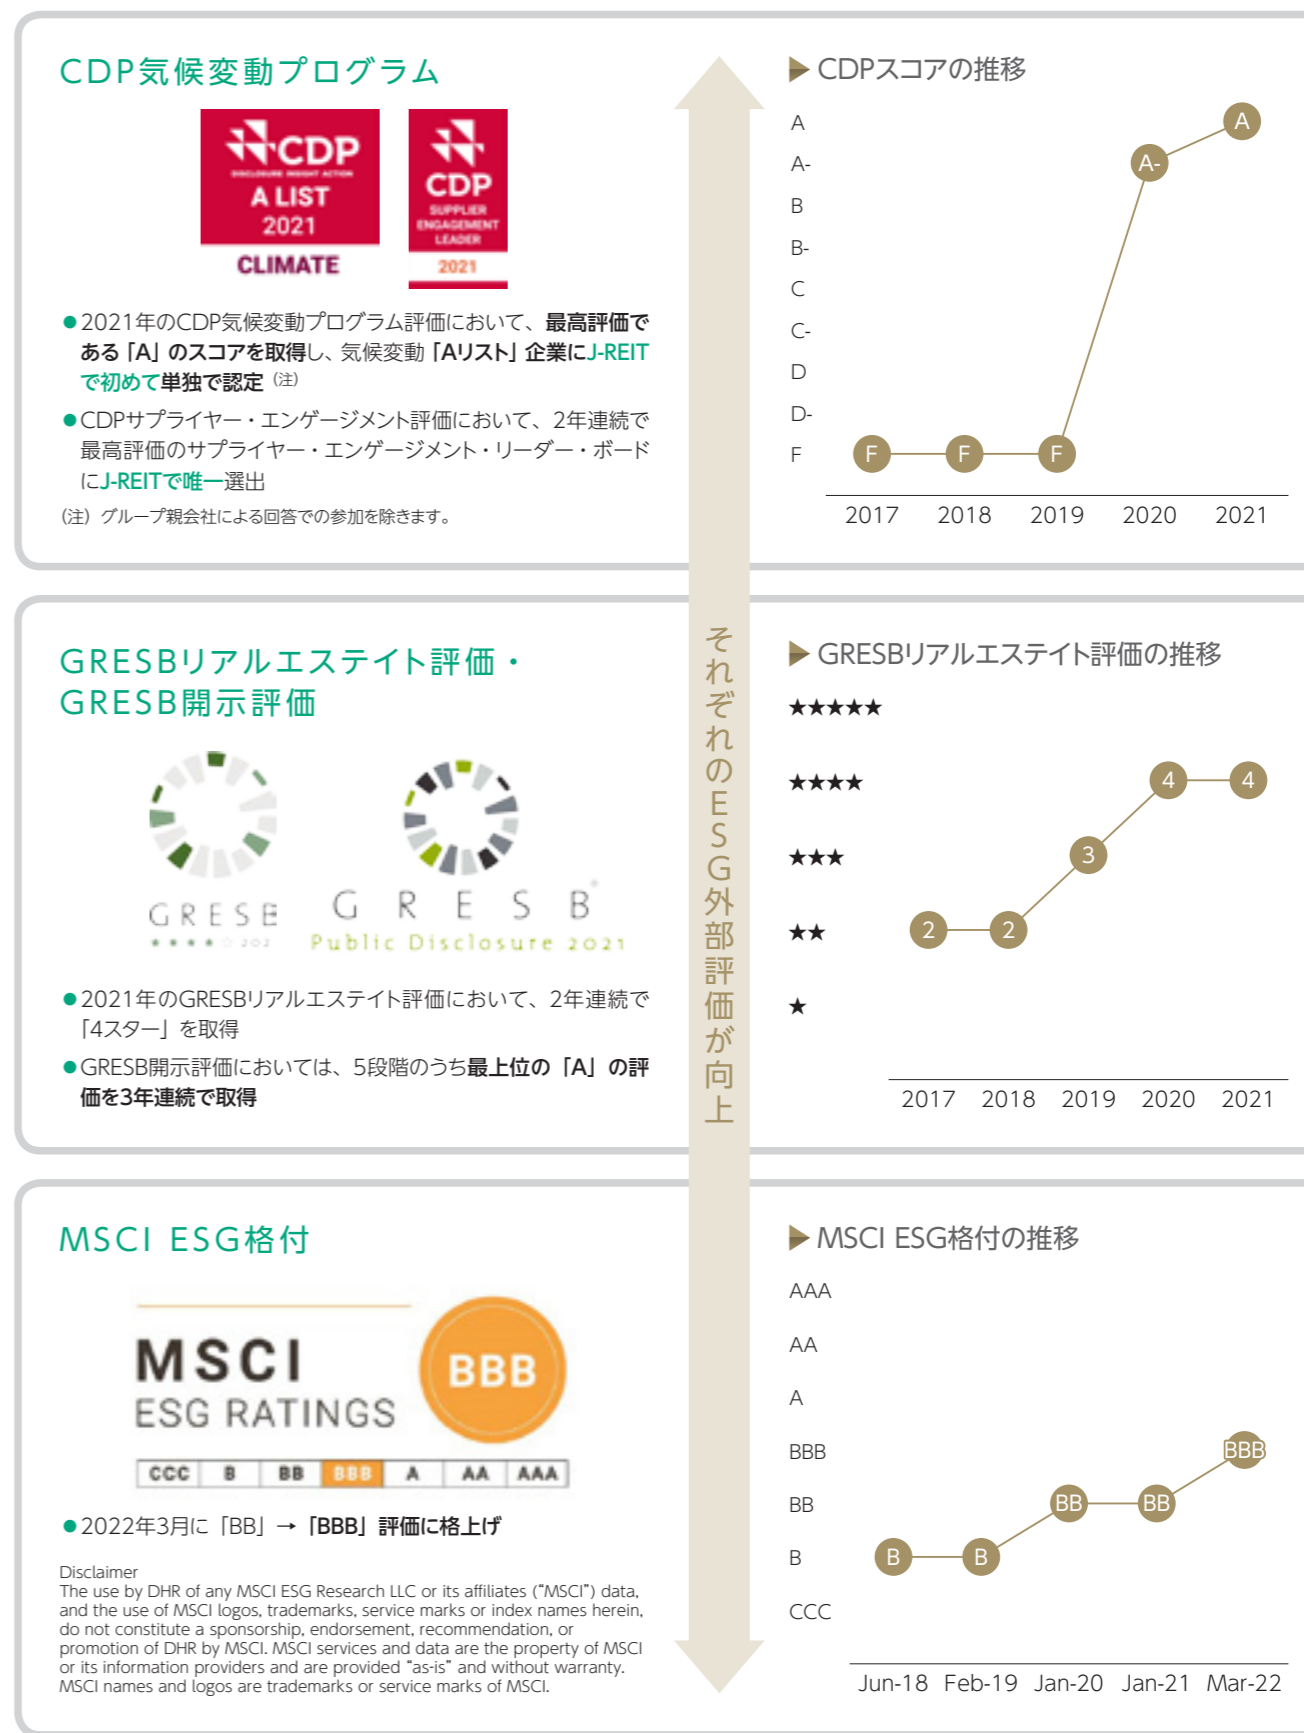 CDP気候変動プログラム
CDP
DISCLOSURE INSIGHT ACTION
A LIST
2021
CLIMATE
CDP
SUPPLIER
ENGAGEMENT
LEADER
2021
●2021年のCDP気候変動プログラム評価において、最高評価で
ある「A」のスコアを取得し、気候変動「Aリスト」企業にJ-REIT
で初めて単独で認定（注）
●CDPサプライヤー・エンゲージメント評価において、2年連続で
最高評価のサプライヤー・エンゲージメント・リーダー・ボード
にJ-REITで唯一選出
（注）グループ親会社による回答での参加を除きます。
▶CDPスコアの推移
A
A-
B
B-
C
C-
D
D-
F
F F F A- A
2017 2018 2019 2020 2021
それぞれのESG外部評価が向上
GRESBリアルエステイト評価・
GRESB開示評価
GRESB
★★★★☆ 202
GRESB®
Public Disclosure 2021
●2021年のGRESBリアルエステイト評価において、2年連続で
「4スター」を取得
●GRESB開示評価においては、5段階のうち最上位の「A」の評
価を3年連続で取得
▶GRESBリアルエステイト評価の推移
★★★★★
★★★★
★★★
★★
★
2 2 3 4 4
2017 2018 2019 2020 2021
MSCI ESG格付
MSCI
ESG RATINGS
BBB
CCC B BB BBB A AA AAA
●2022年3月に「BB」→「BBB」評価に格上げ
Disclaimer
The use by DHR of any MSCI ESG Research LLC or its affiliates (“MSCI”) data,
and the use of MSCI logos, trademarks, service marks or index names herein,
do not constitute a sponsorship, endorsement, recommendation, or
promotion of DHR by MSCI. MSCI services and data are the property of MSCI
or its information providers and are provided “as-is” and without warranty.
MSCI names and logos are trademarks or service marks of MSCI.
▶MSCI ESG格付の推移
AAA
AA
A
BBB
BB
B
CCC
B B BB BB BBB
Jun-18 Feb-19 Jan-20 Jan-21 Mar-22